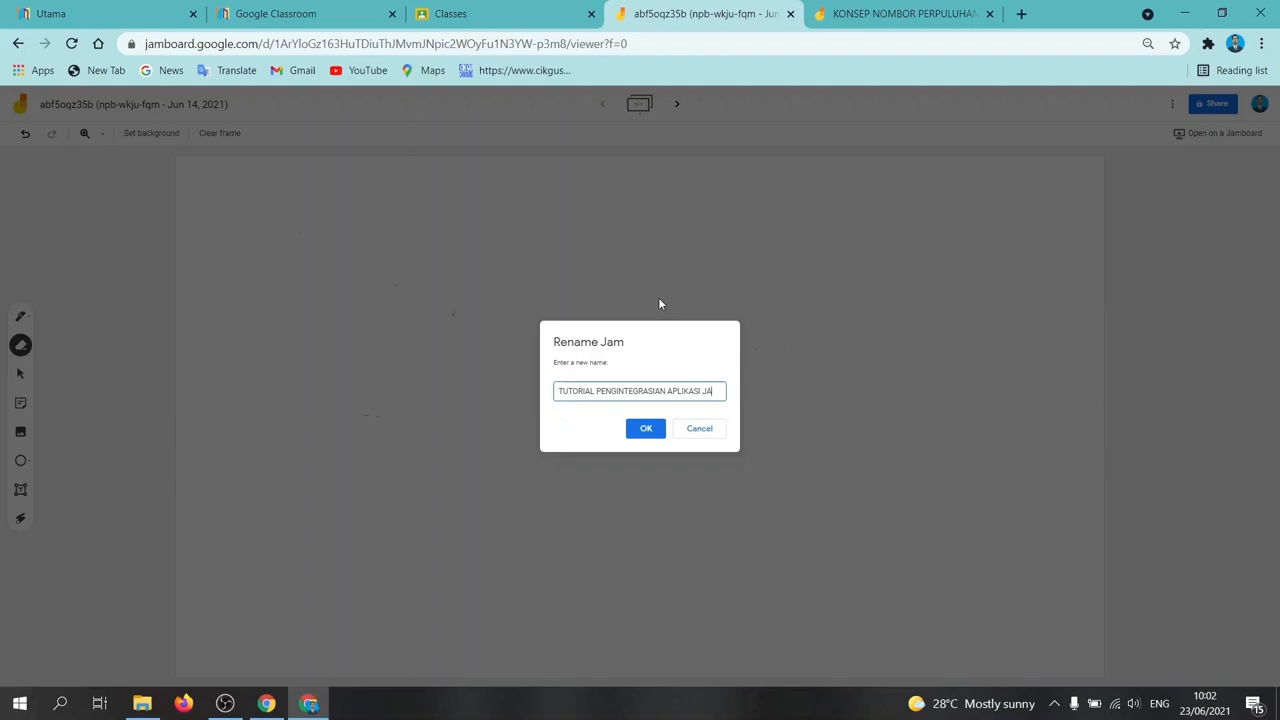 Utama
Google Classroom
Classes
abf5oqz35b (npb-wkju-fqm - Jun
KONSEP NOMBOR PERPULUHAN
jamboard.google.com/d/1ArYloGz163HuTDiuThJMvmJNpic2WOyFu1N3YW-p3m8/viewer?f=0
Apps
New Tab
News
Translate
Gmail
YouTube
Maps
https://www.cikgus...
Reading list
abf5oqz35b (npb-wkju-fqm - Jun 14, 2021)
1/1
Share
Set background
Clear frame
Open on a Jamboard
Rename Jam
Enter a new name:
TUTORIAL PENGINTEGRASIAN APLIKASI JA
OK
Cancel
28°C Mostly sunny
ENG
10:02
23/06/2021
15